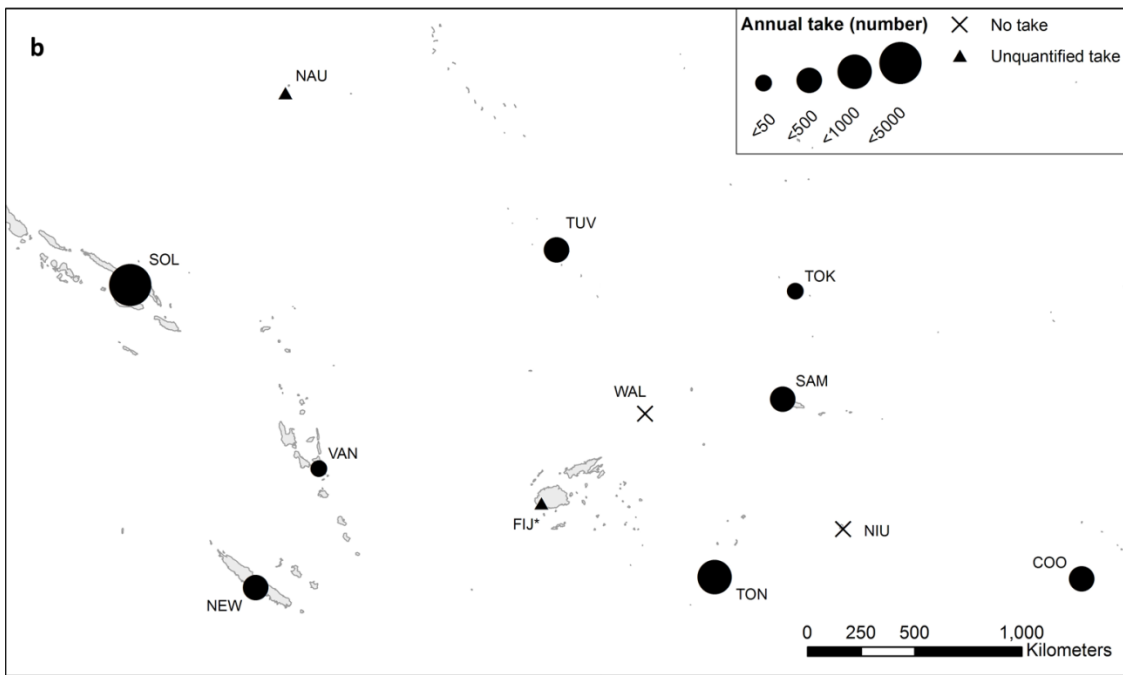 b
Annual take (number)
No take
Unquantified take
<50
<500
<1000
<5000
NAU
TUV
SOL
TOK
SAM
WAL
VAN
FIJ*
NIU
COO
TON
NEW
0 250 500 1,000
Kilometers